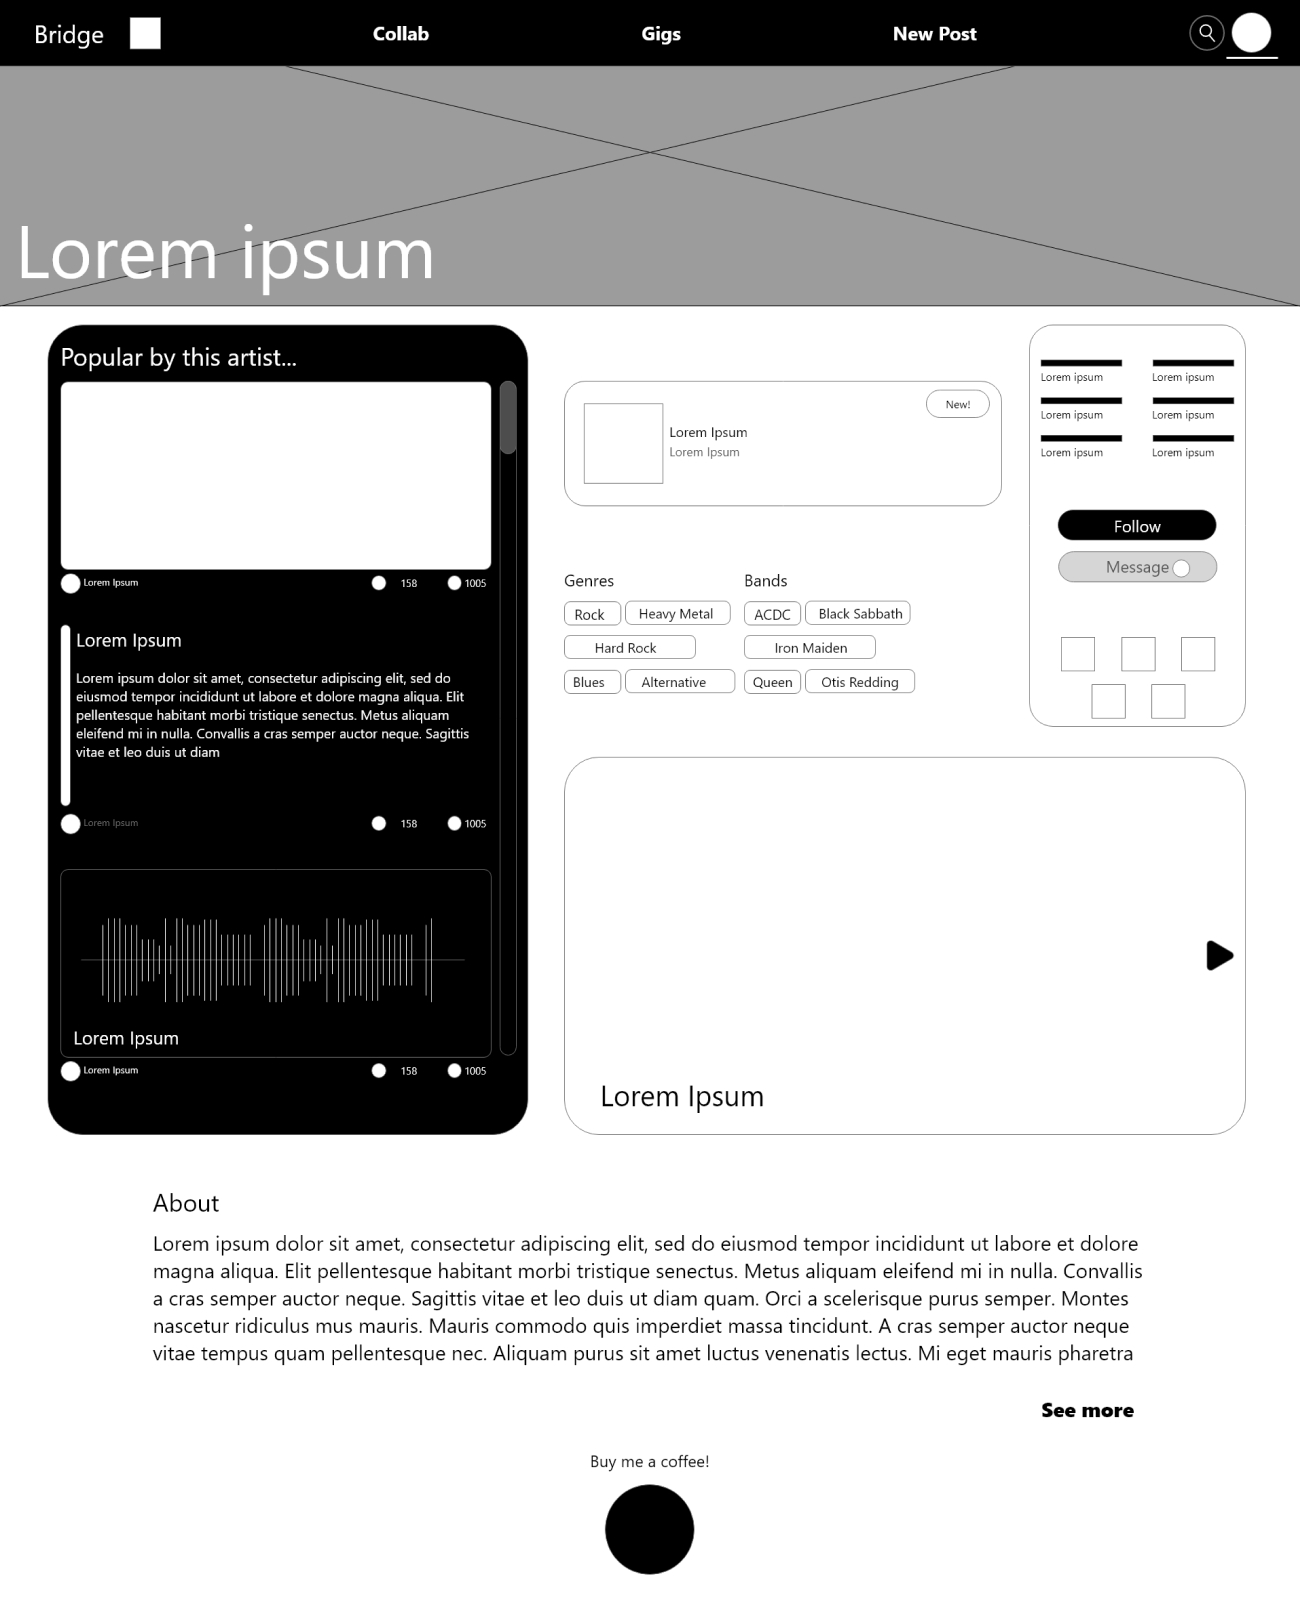 Bridge
Collab
Gigs
New Post
Lorem ipsum
Popular by this artist...
Lorem Ipsum
158
1005
Lorem Ipsum
Lorem ipsum dolor sit amet, consectetur adipiscing elit, sed do
eiusmod tempor incididunt ut labore et dolore magna aliqua. Elit
pellentesque habitant morbi tristique senectus. Metus aliquam
eleifend mi in nulla. Convallis a cras semper auctor neque. Sagittis
vitae et leo duis ut diam
Lorem Ipsum
158
1005
Lorem Ipsum
Lorem Ipsum
158
1005
New!
Lorem Ipsum
Lorem Ipsum
Genres
Rock
Heavy Metal
Hard Rock
Blues
Alternative
Bands
ACDC
Black Sabbath
Iron Maiden
Queen
Otis Redding
Lorem ipsum
Lorem ipsum
Lorem ipsum
Lorem ipsum
Lorem ipsum
Lorem ipsum
Follow
Message
Lorem Ipsum
About
Lorem ipsum dolor sit amet, consectetur adipiscing elit, sed do eiusmod tempor incididunt ut labore et dolore
magna aliqua. Elit pellentesque habitant morbi tristique senectus. Metus aliquam eleifend mi in nulla. Convallis
a cras semper auctor neque. Sagittis vitae et leo duis ut diam quam. Orci a scelerisque purus semper. Montes
nascetur ridiculus mus mauris. Mauris commodo quis imperdiet massa tincidunt. A cras semper auctor neque
vitae tempus quam pellentesque nec. Aliquam purus sit amet luctus venenatis lectus. Mi eget mauris pharetra
See more
Buy me a coffee!